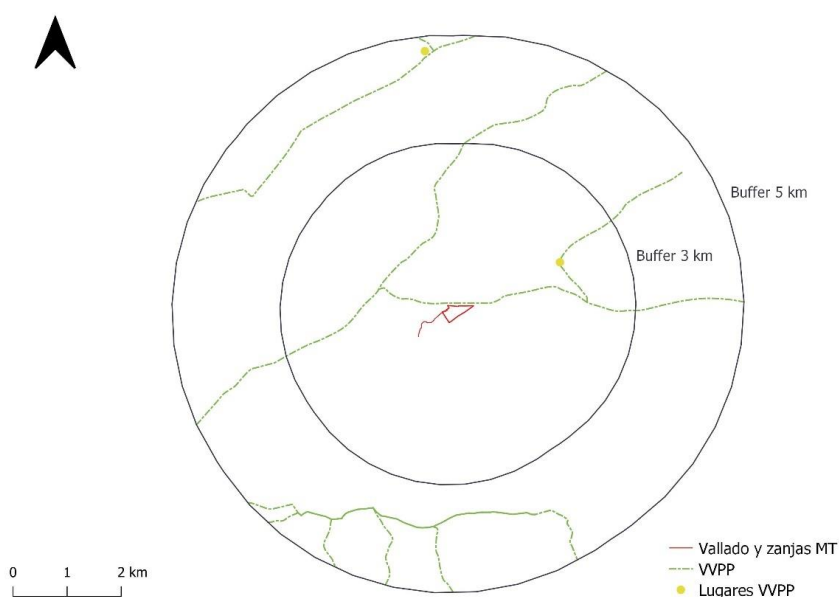 Buffer 5 km
Buffer 3 km
Vallado y zanjas MT
VVPP
Lugares VVPP
0 1 2 km